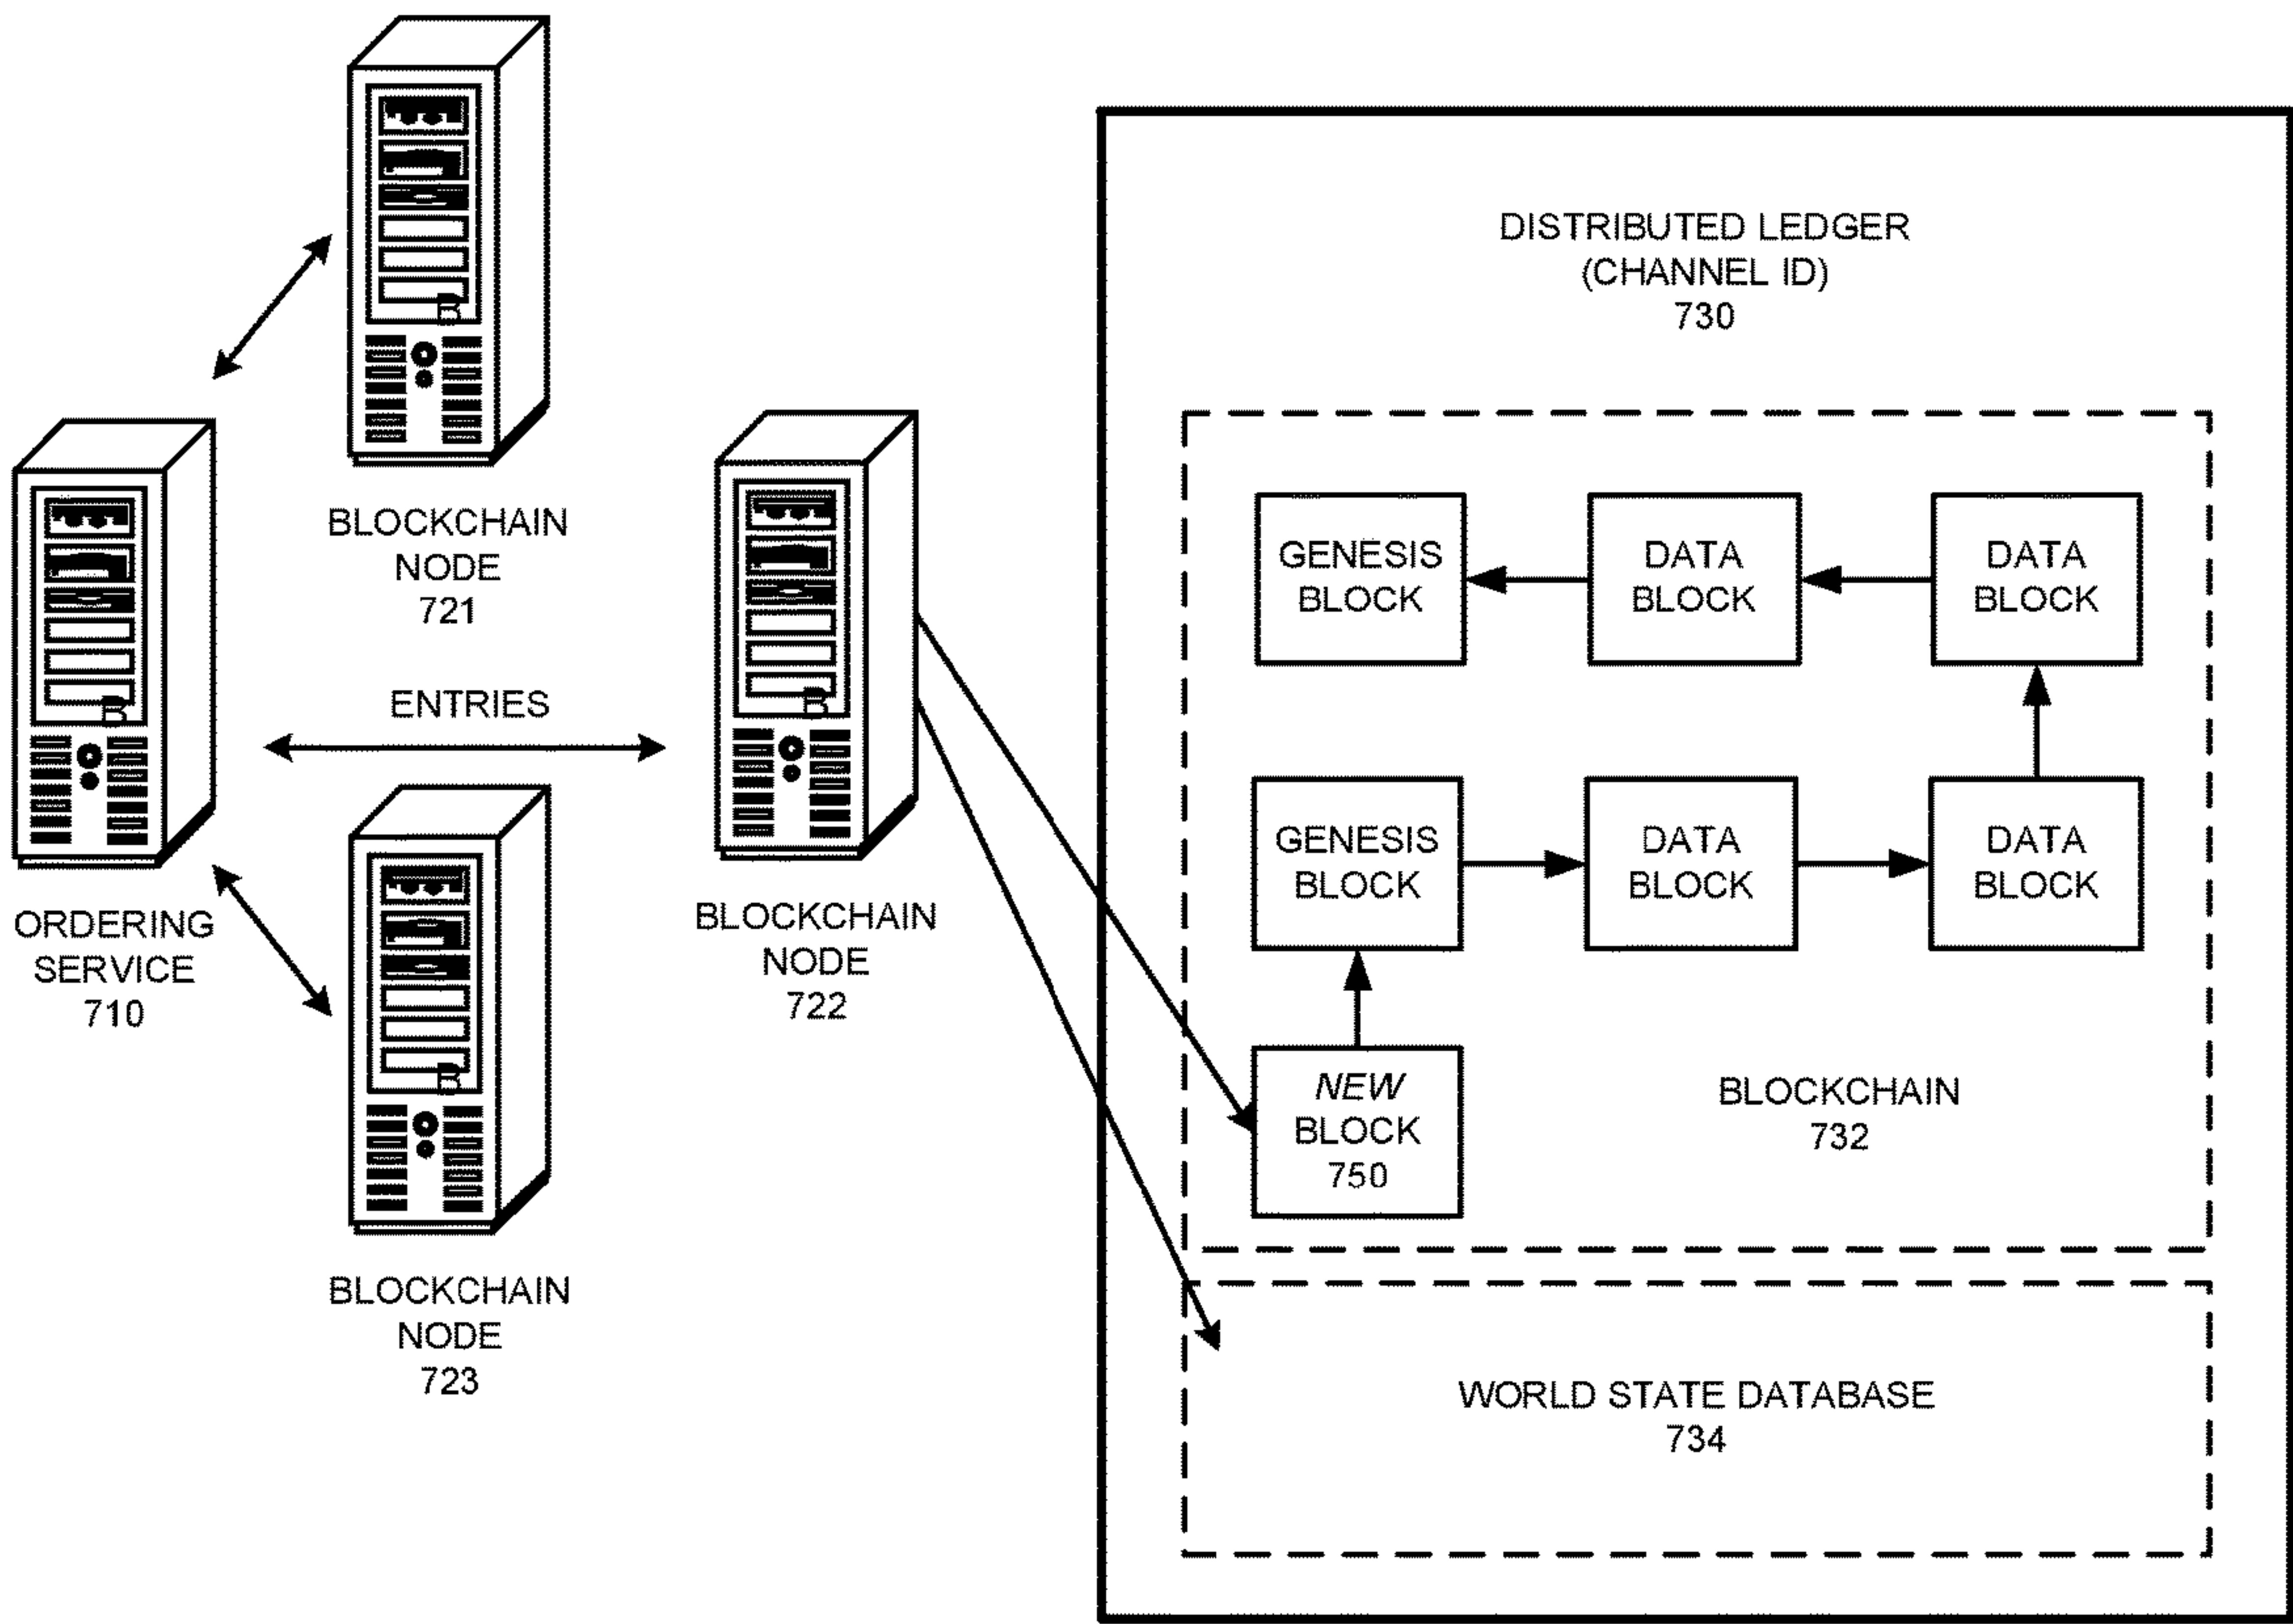 BLOCKCHAIN
NODE
721
ORDERING
SERVICE
710
ENTRIES
BLOCKCHAIN
NODE
722
BLOCKCHAIN
NODE
723
B
B
B
B
DISTRIBUTED LEDGER
(CHANNEL ID)
730
GENESIS
BLOCK
DATA
BLOCK
DATA
BLOCK
GENESIS
BLOCK
DATA
BLOCK
DATA
BLOCK
NEW
BLOCK
750
BLOCKCHAIN
732
WORLD STATE DATABASE
734